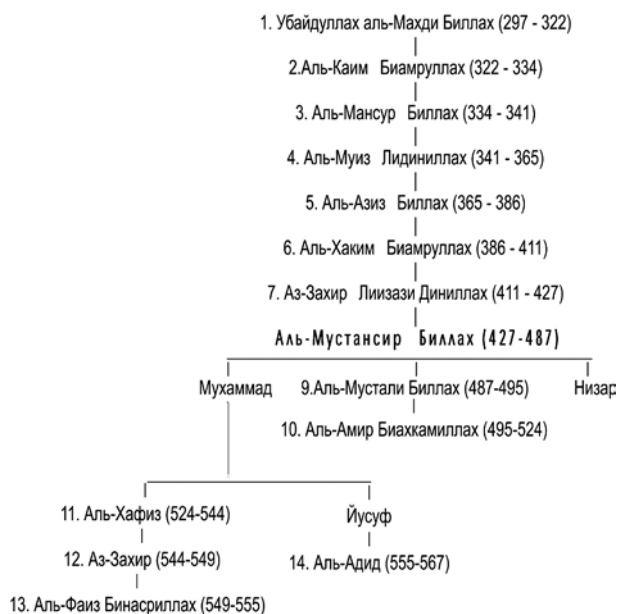 1. Убайдуллах аль-Махди Биллах (297 - 322)
2.Аль-Каим Биамруллах (322 - 334)
3. Аль-Мансур Биллах (334 - 341)
4. Аль-Муиз Лидиниллах (341 - 365)
5. Аль-Азиз Биллах (365 - 386)
6. Аль-Хаким Биамруллах (386 - 411)
7. Аз-Захир Лиизази Диниллах (411 - 427)
Аль-Мустансир Биллах (427-487)
Мухаммад 9.Аль-Мустали Биллах (487-495) Низар
10. Аль-Амир Биахкамиллах (495-524)
11. Аль-Хафиз (524-544) Йусуф
12. Аз-Захир (544-549) 14. Аль-Адид (555-567)
13. Аль-Фаиз Бинасриллах (549-555)